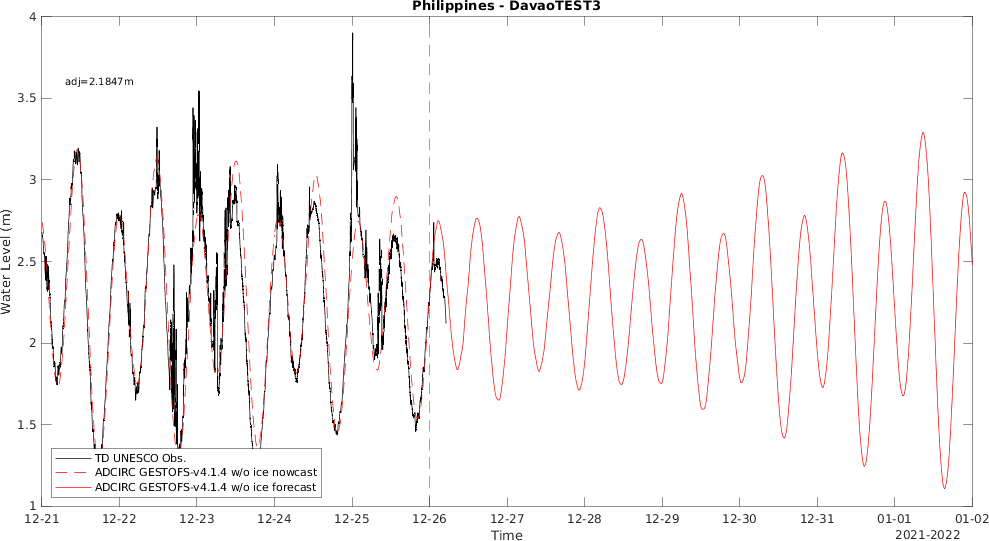 Philippines - DavaoTEST3
adj=2.1847m
Water Level (m)
4
3.5
3
2.5
2
1.5
1
TD UNESCO Obs.
ADCIRC GESTOFS-v4.1.4 w/o ice nowcast
ADCIRC GESTOFS-v4.1.4 w/o ice forecast
12-21 12-22 12-23 12-24 12-25 12-26 12-27 12-28 12-29 12-30 12-31 01-01 01-02
Time
2021-2022